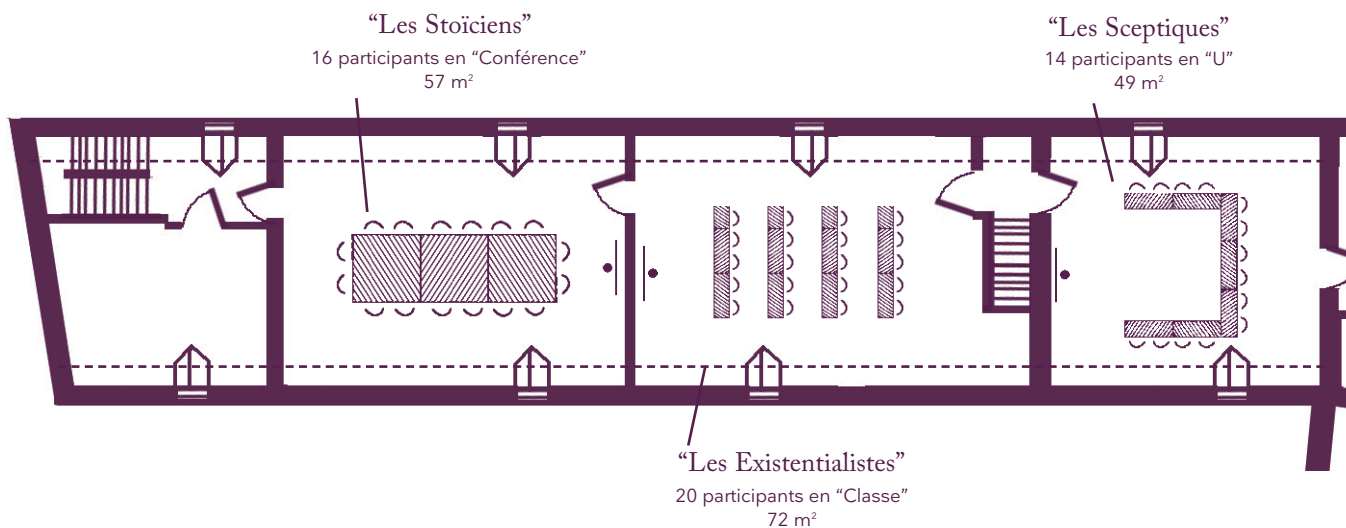 “Les Stoïciens”
16 participants en “Conférence”
57 m²
“Les Sceptiques”
14 participants en “U”
49 m²
“Les Existentialistes”
20 participants en “Classe”
72 m²